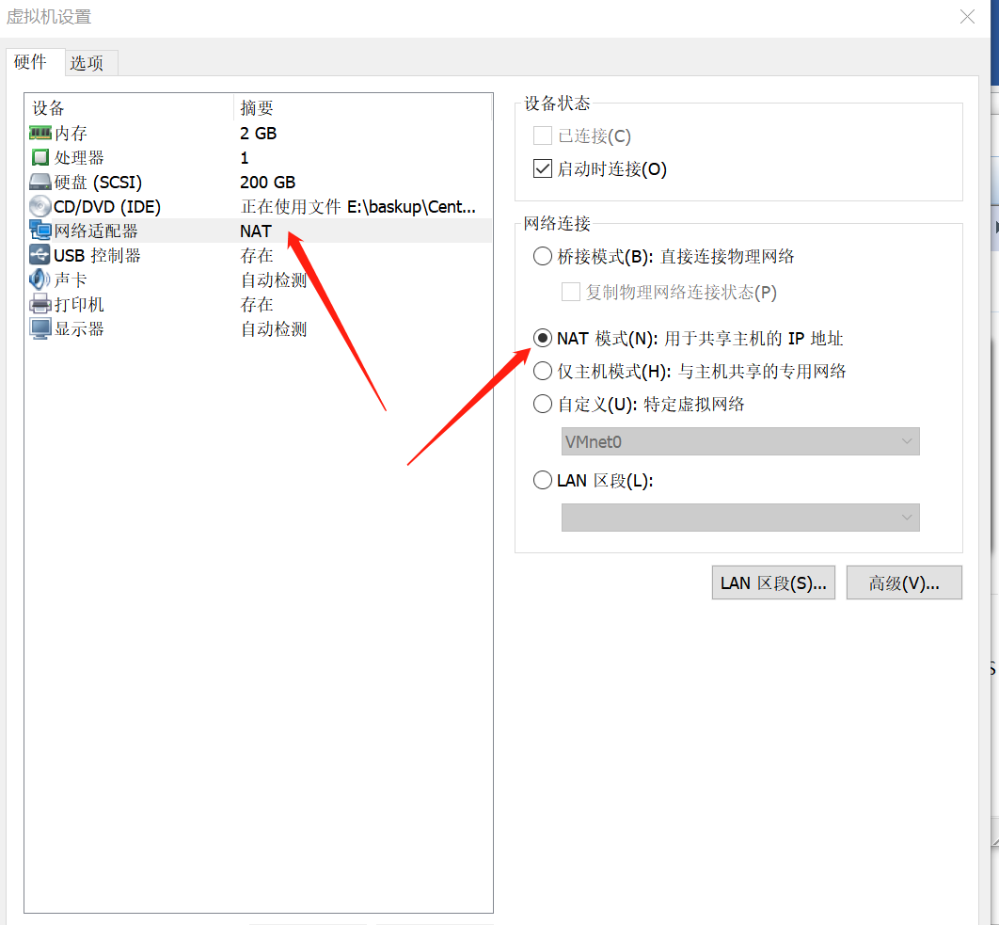 虚拟机设置
硬件 选项
设备 摘要
内存 2 GB
处理器 1
硬盘 (SCSI) 200 GB
CD/DVD (IDE) 正在使用文件 E:\baskup\Cent...
网络适配器 NAT
USB 控制器 存在
声卡 自动检测
打印机 存在
显示器 自动检测
设备状态
已连接(C)
启动时连接(O)
网络连接
桥接模式(B): 直接连接物理网络
复制物理网络连接状态(P)
NAT 模式(N): 用于共享主机的 IP 地址
仅主机模式(H): 与主机共享的专用网络
自定义(U): 特定虚拟网络
VMnet0
LAN 区段(L):
LAN 区段(S)... 高级(V)...
S